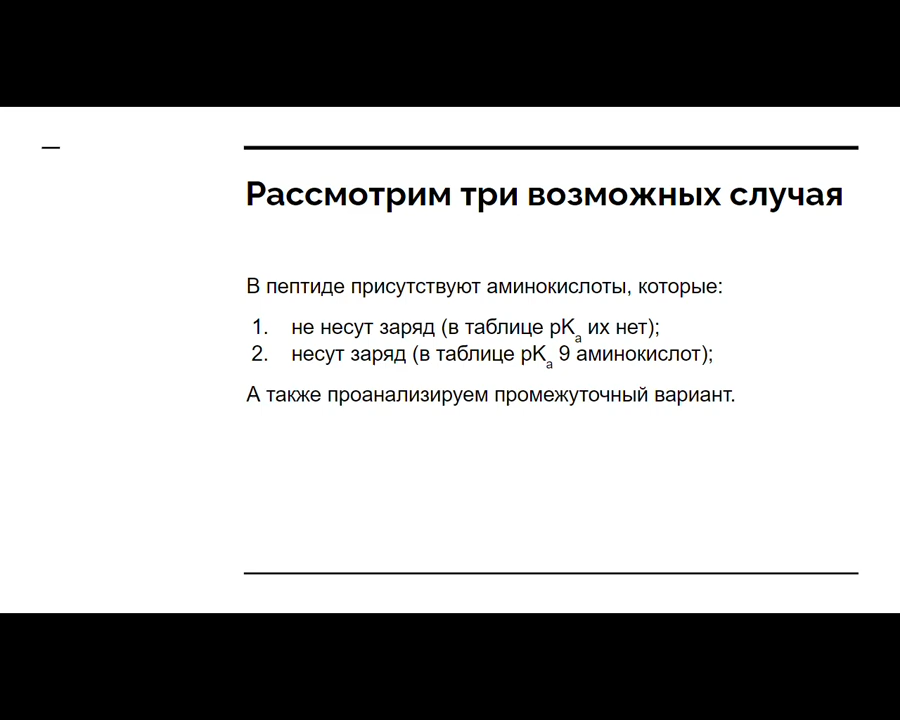 Рассмотрим три возможных случая
В пептиде присутствуют аминокислоты, которые:
1. не несут заряд (в таблице pKa их нет);
2. несут заряд (в таблице pKa 9 аминокислот);
А также проанализируем промежуточный вариант.